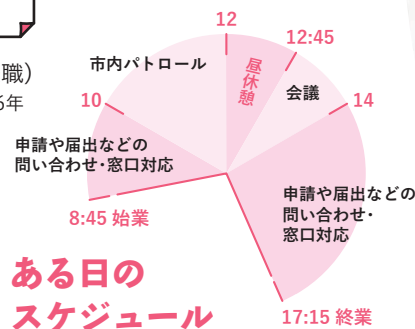 職)
年
12
12:45
市内パトロール
昼休憩
会議
10
14
申請や届出などの
問い合わせ・窓口対応
申請や届出などの
問い合わせ・
窓口対応
8:45 始業
ある日の
スケジュール
17:15 終業